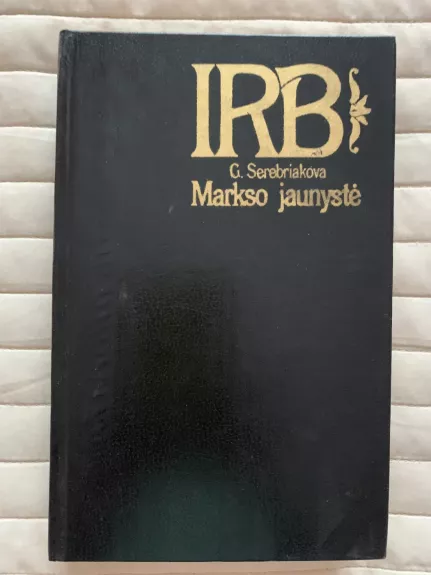 IRB
G. Serebriakova
Markso jaunystė